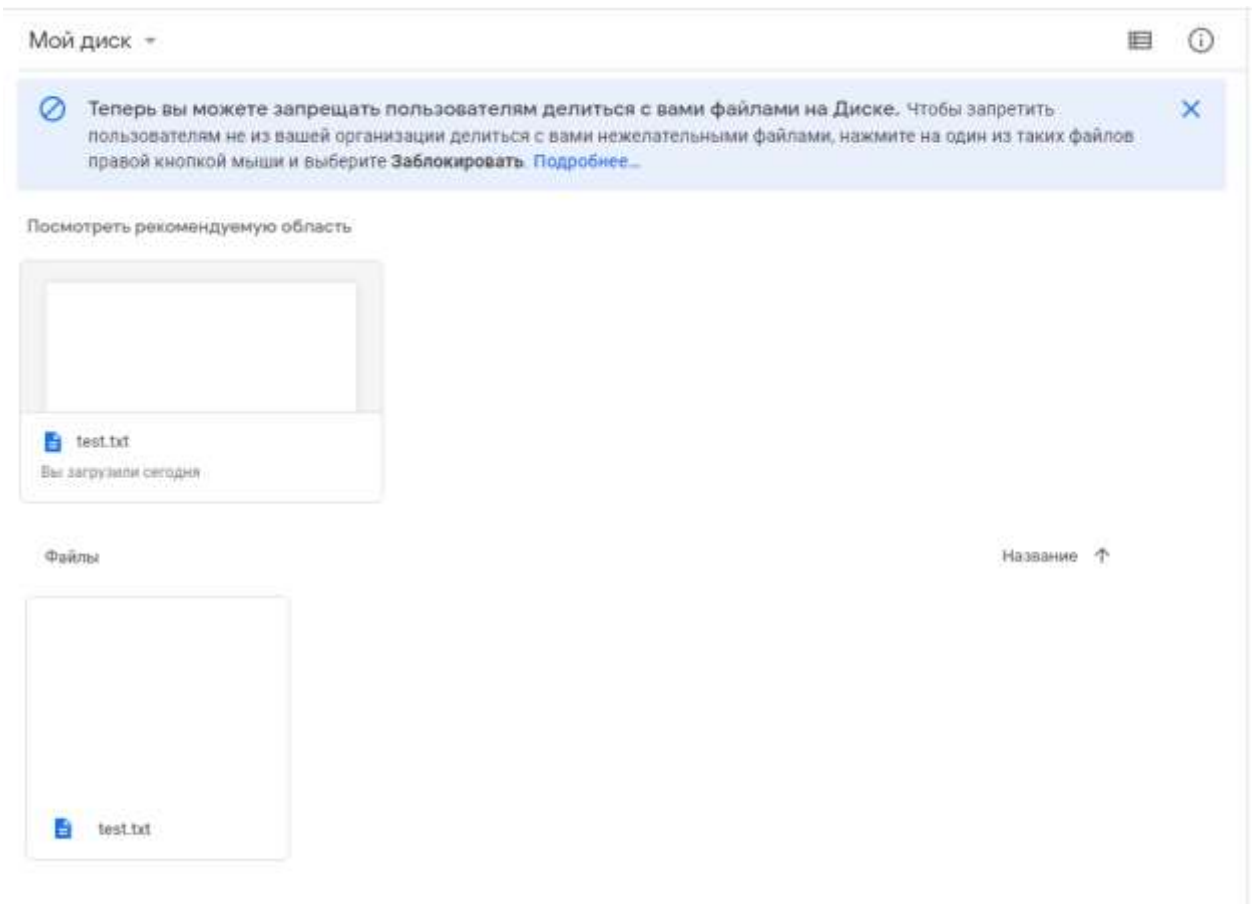 Мой диск
Теперь вы можете запрещать пользователям делиться с вами файлами на Диске. Чтобы запретить
пользователям не из вашей организации делиться с вами нежелательными файлами, нажмите на один из таких файлов
правой кнопкой мыши и выберите Заблокировать. Подробнее...
Посмотреть рекомендуемую область
test.txt
Вы загрузили сегодня
Файлы
Название
test.txt